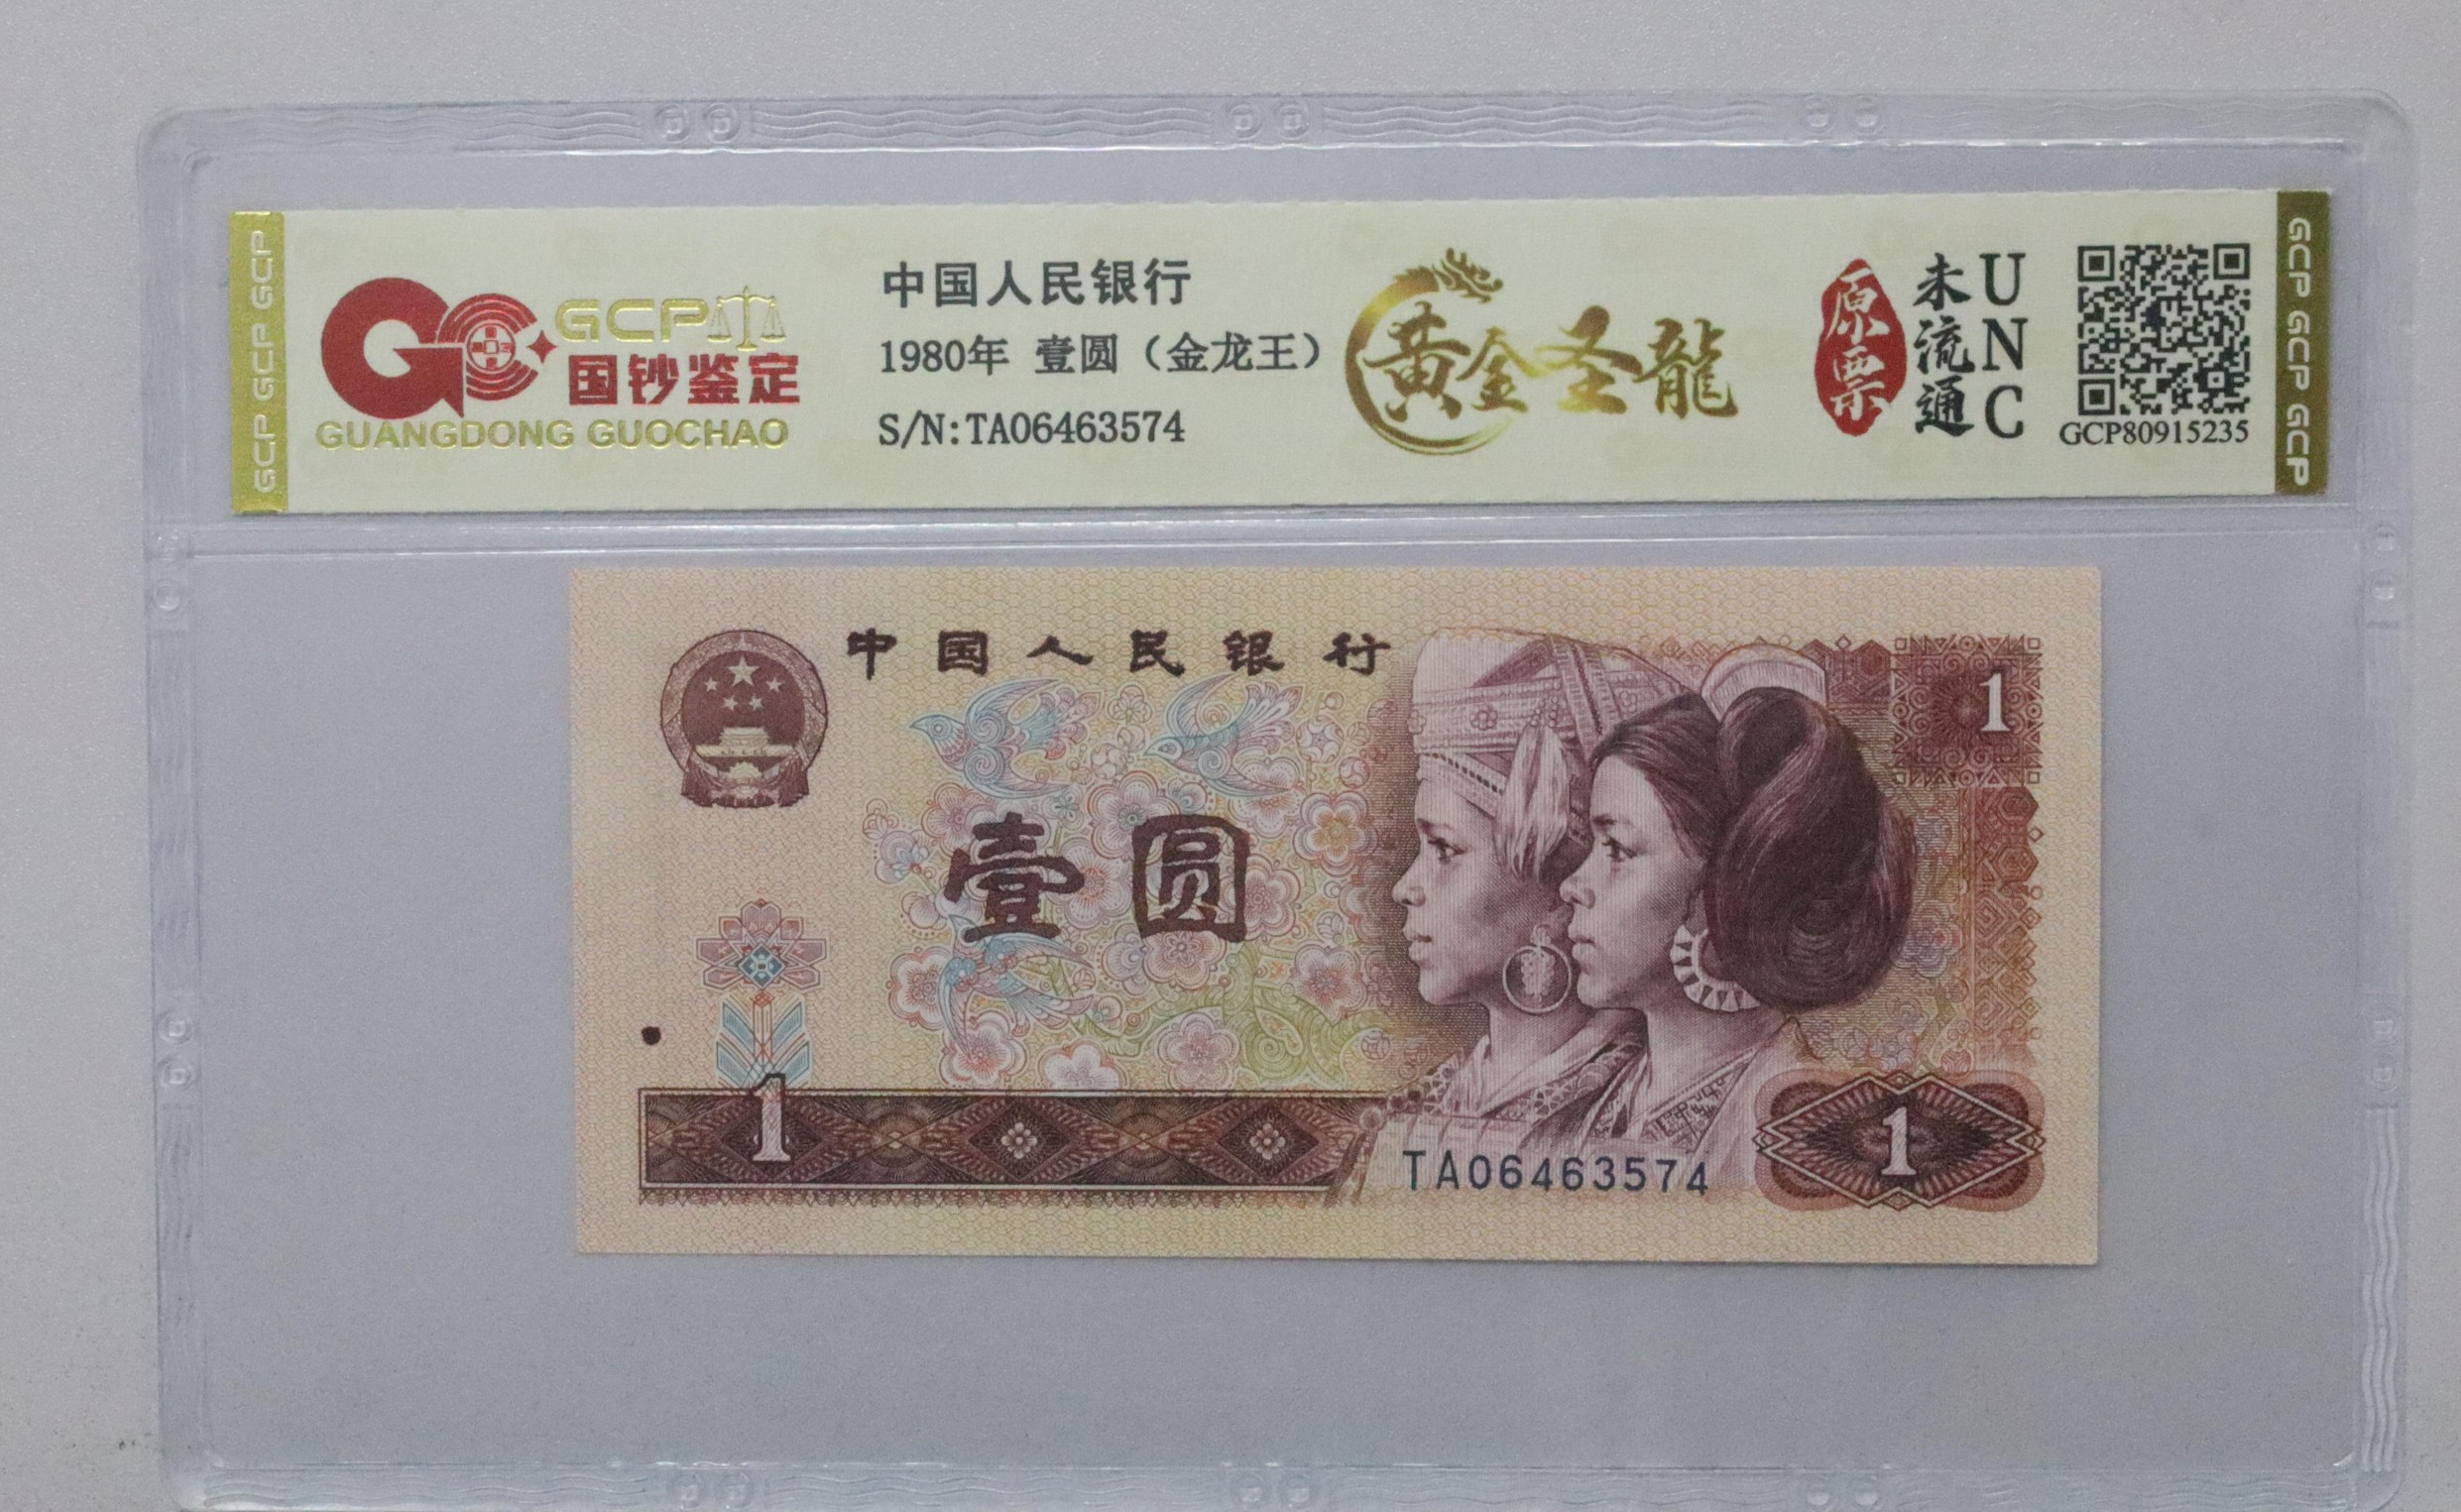 GCP GCP GCP
GC
GCP
国钞鉴定
GUANGDONG GUOCHAO
中国人民银行
1980年 壹圆（金龙王）
S/N:TA06463574
黄金圣龍
原票
未流通
UNC
GCP80915235
GCP GCP GCP
中国人民银行
1
壹圆
1
1
TA06463574